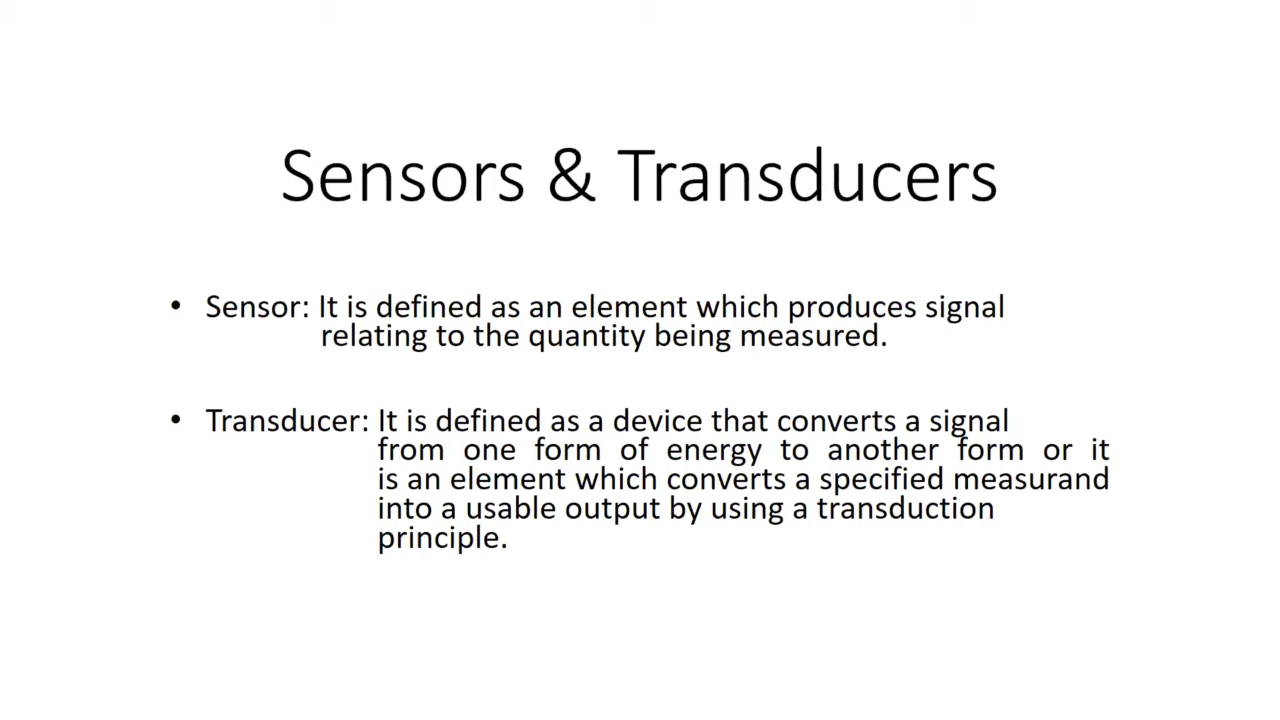 Sensors & Transducers
• Sensor: It is defined as an element which produces signal
relating to the quantity being measured.
• Transducer: It is defined as a device that converts a signal
from one form of energy to another form or it
is an element which converts a specified measurand
into a usable output by using a transduction
principle.